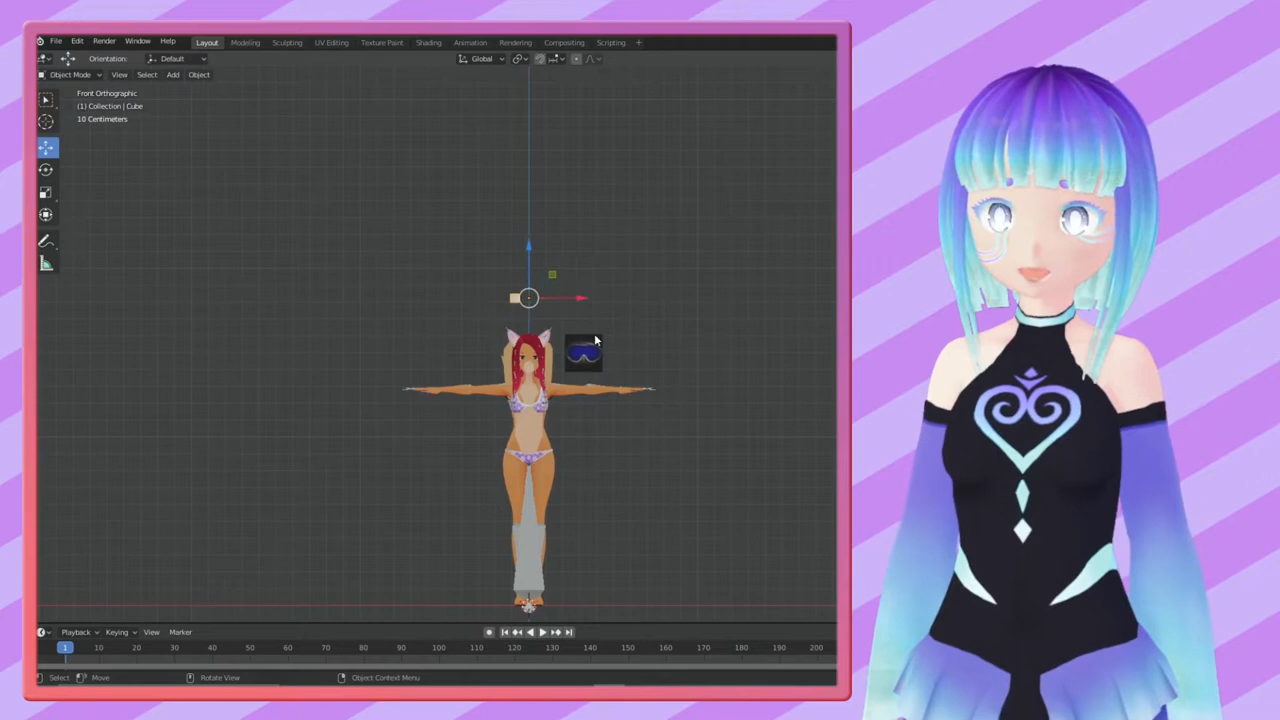 File Edit Render Window Help Layout Modeling Sculpting UV Editing Texture Paint Shading Animation Rendering Compositing Scripting +
Orientation: Default Global
Object Mode View Select Add Object
Front Orthographic
(1) Collection | Cube
10 Centimeters
Playback Keying View Marker
1 10 20 30 40 50 60 70 80 90 100 110 120 130 140 150 160 170 180 190 200
Select Move Rotate View Object Context Menu